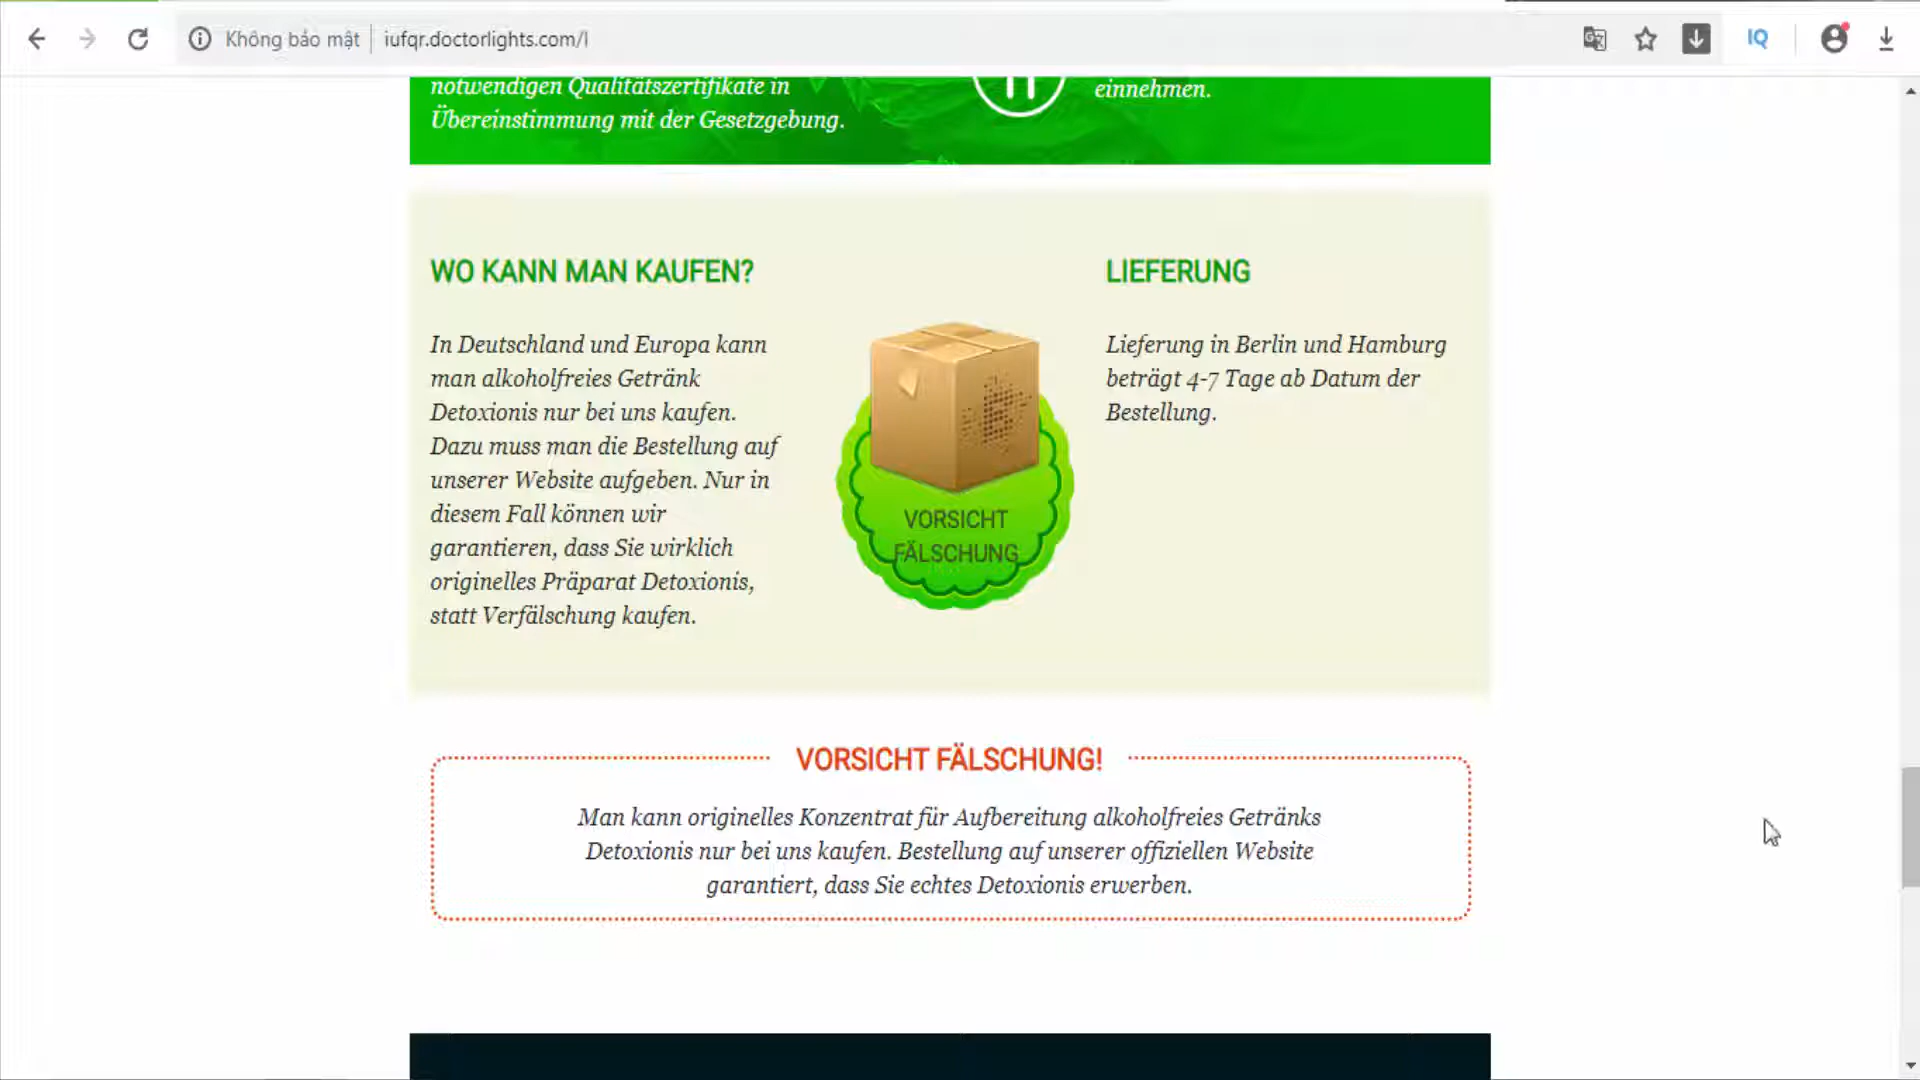 Không bảo mật
iufqr.doctorlights.com/l
IQ
notwendigen Qualitätszertifikate in
Übereinstimmung mit der Gesetzgebung.
einnehmen.
WO KANN MAN KAUFEN?
In Deutschland und Europa kann
man alkoholfreies Getränk
Detoxionis nur bei uns kaufen.
Dazu muss man die Bestellung auf
unserer Website aufgeben. Nur in
diesem Fall können wir
garantieren, dass Sie wirklich
originelles Präparat Detoxionis,
statt Verfälschung kaufen.
VORSICHT
FÄLSCHUNG
LIEFERUNG
Lieferung in Berlin und Hamburg
beträgt 4-7 Tage ab Datum der
Bestellung.
VORSICHT FÄLSCHUNG!
Man kann originelles Konzentrat für Aufbereitung alkoholfreies Getränks
Detoxionis nur bei uns kaufen. Bestellung auf unserer offiziellen Website
garantiert, dass Sie echtes Detoxionis erwerben.